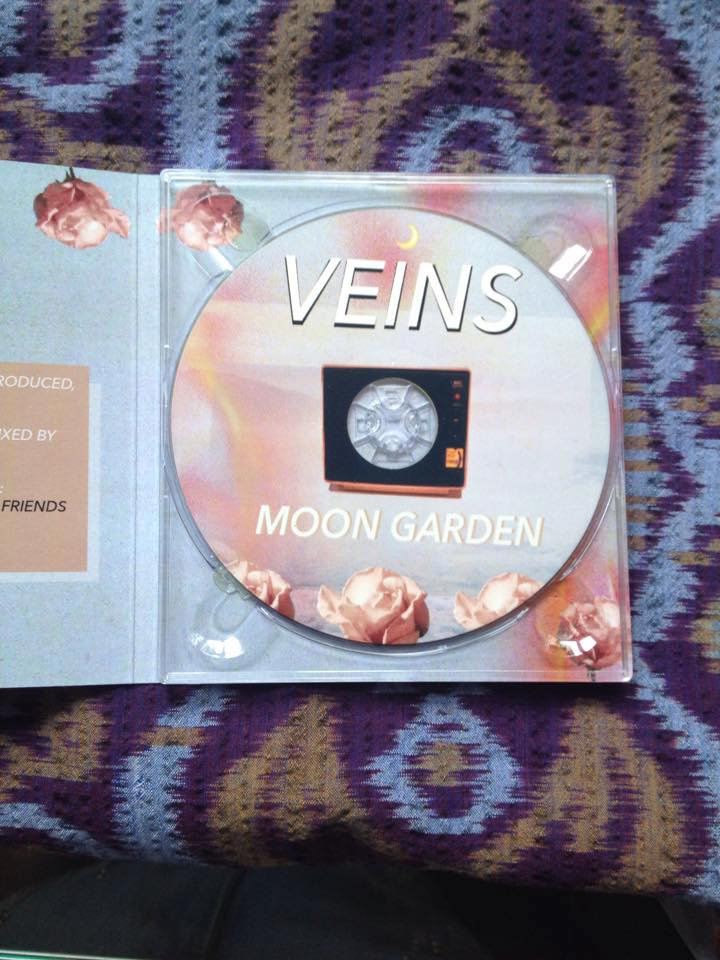 RODUCED,
XED BY
FRIENDS
VEINS
MOON GARDEN